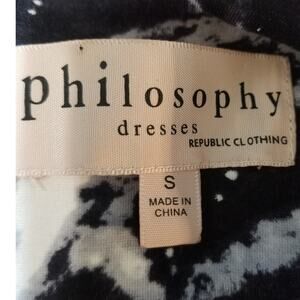 philosophy
dresses
REPUBLIC CLOTHING
S
MADE IN
CHINA